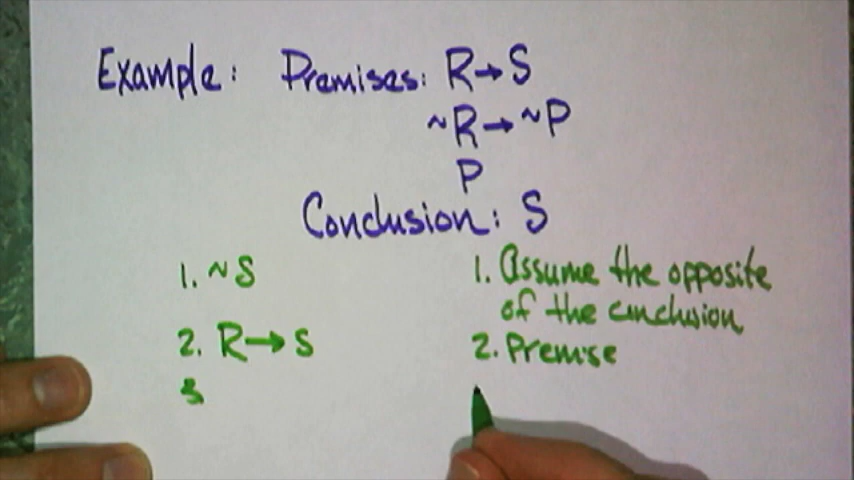 Example: Premises: R→S
~R→~P
P
Conclusion: S
1. ~S 1. Assume the opposite
of the conclusion
2. R→S 2. Premise
3